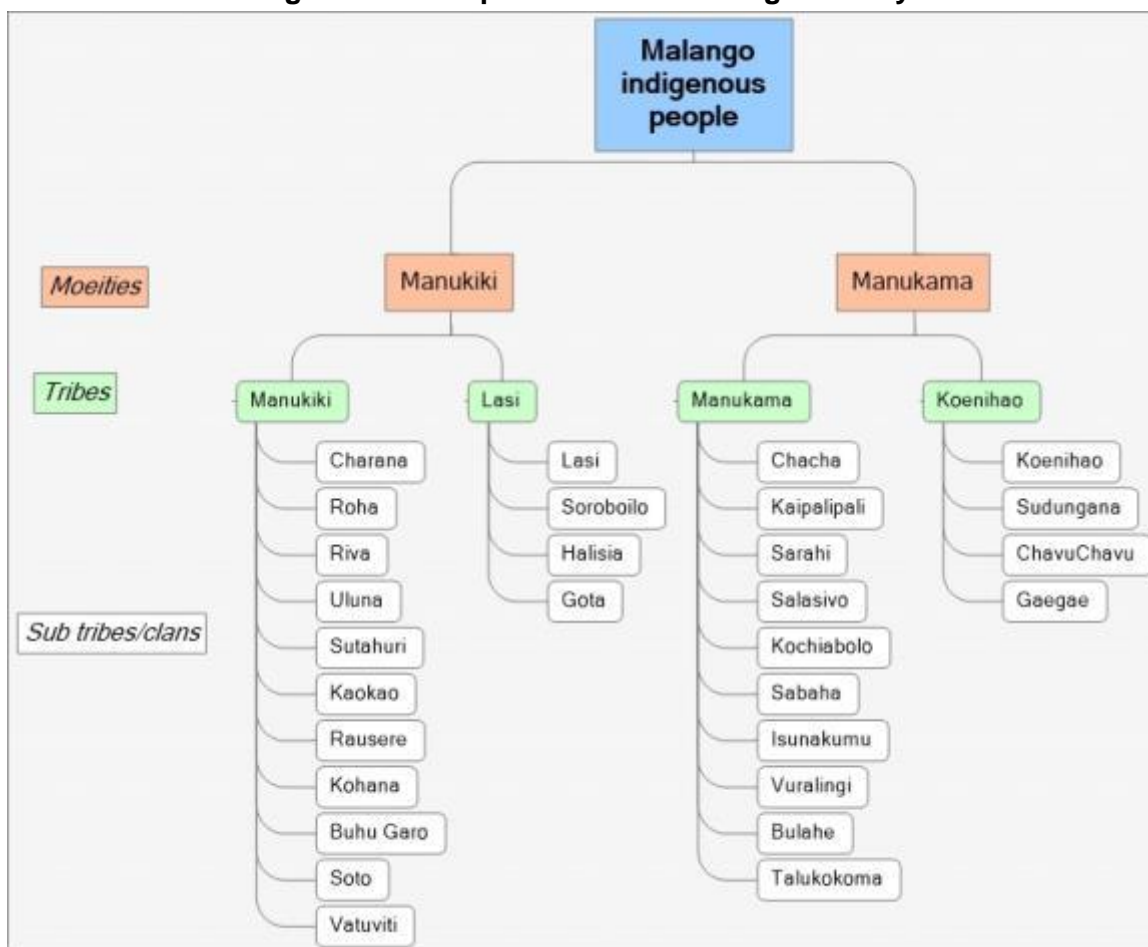 Malango
indigenous
people
Moeities
Manukiki
Manukama
Tribes
Manukiki
Lasi
Manukama
Koenihao
Sub tribes/clans
Charana
Roha
Riva
Uluna
Sutahuri
Kaokao
Rausere
Kohana
Buhu Garo
Soto
Vatuviti
Lasi
Soroboilo
Halisia
Gota
Chacha
Kaipalipali
Sarahi
Salasivo
Kochiabolo
Sabaha
Isunakumu
Vuralingi
Bulahe
Talukokoma
Koenihao
Sudungana
ChavuChavu
Gaegae